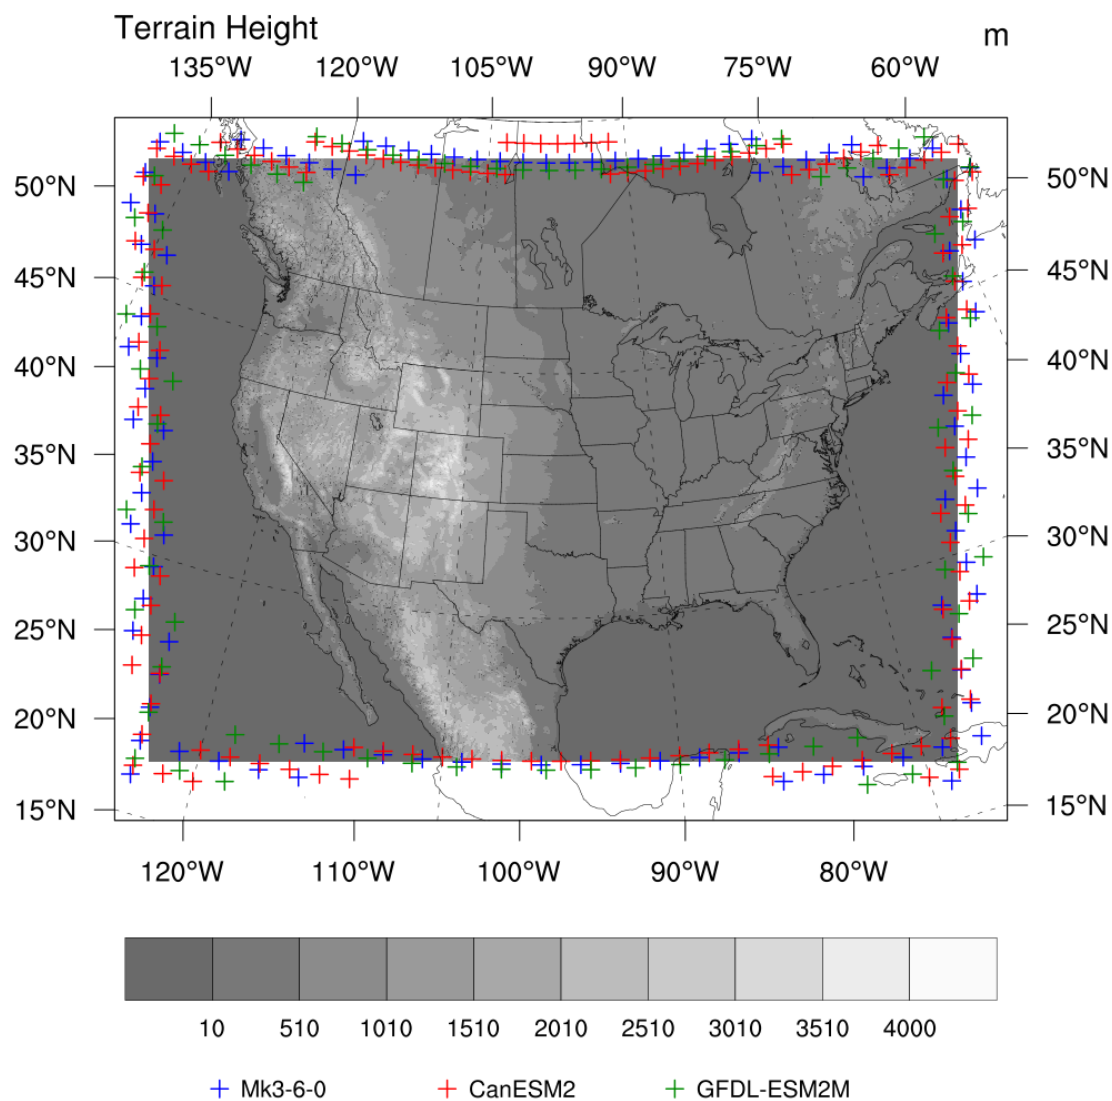 Terrain Height
m
135°W 120°W 105°W 90°W 75°W 60°W
50°N 50°N
45°N 45°N
40°N 40°N
35°N 35°N
30°N 30°N
25°N 25°N
20°N 20°N
15°N 15°N
120°W 110°W 100°W 90°W 80°W
10 510 1010 1510 2010 2510 3010 3510 4000
Mk3-6-0 CanESM2 GFDL-ESM2M